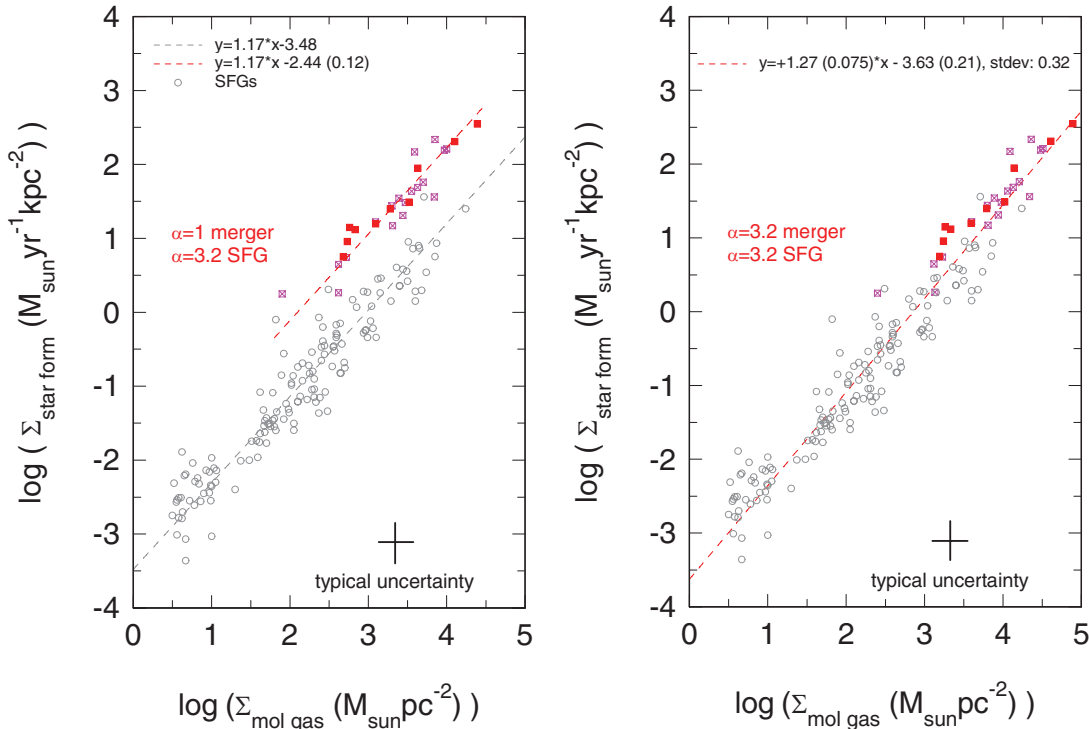 y=1.17*x-3.48
y=1.17*x -2.44 (0.12)
SFGs
α=1 merger
α=3.2 SFG
typical uncertainty
log ( Σstar form (Msunyr-1kpc-2) )
4
3
2
1
0
-1
-2
-3
-4
0 1 2 3 4 5
log (Σmol gas (Msunpc-2) )
y=+1.27 (0.075)*x - 3.63 (0.21), stdev: 0.32
α=3.2 merger
α=3.2 SFG
typical uncertainty
log ( Σstar form (Msunyr-1kpc-2) )
4
3
2
1
0
-1
-2
-3
-4
0 1 2 3 4 5
log (Σmol gas (Msunpc-2) )